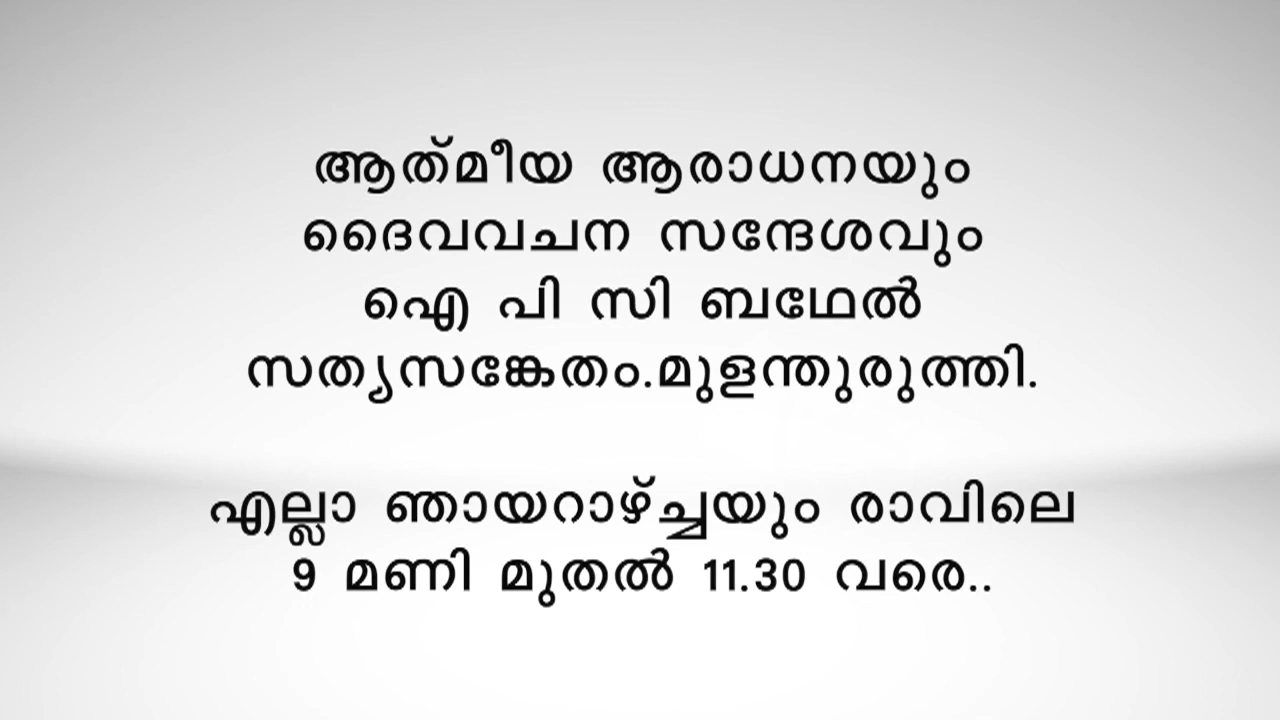 ആത്‌മീയ ആരാധനയും
ദൈവവചന സന്ദേശവും
ഐ പി സി ബഥേൽ
സത്യസങ്കേതം.മുളന്തുരുത്തി.
എല്ലാ ഞായറാഴ്ച്ചയും രാവിലെ
9 മണി മുതൽ 11.30 വരെ..